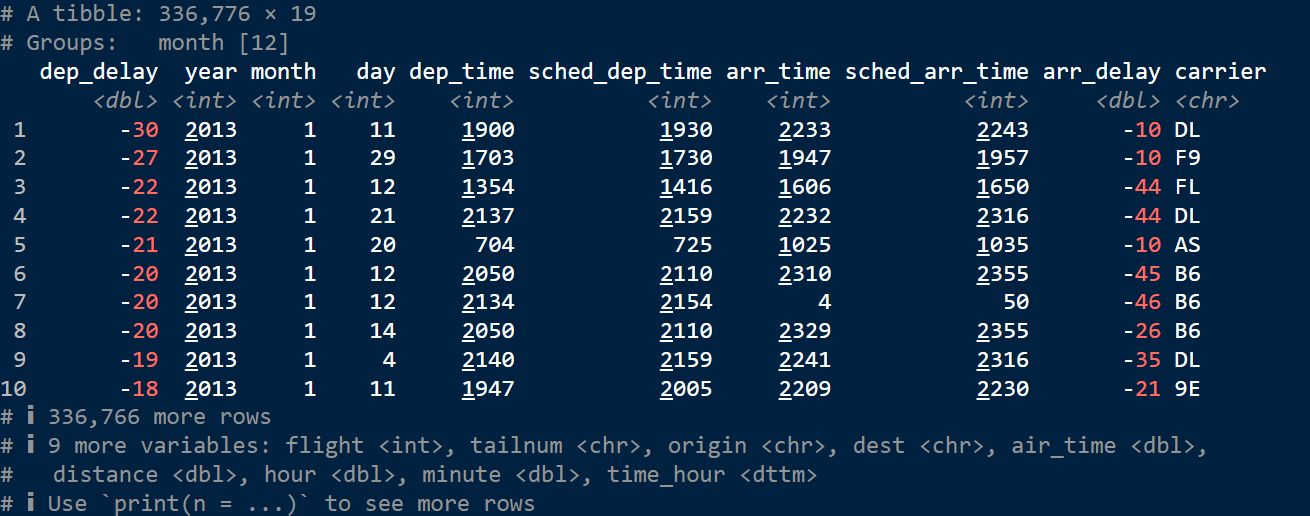 # A tibble: 336,776 × 19
# Groups:   month [12]
   dep_delay  year month   day dep_time sched_dep_time arr_time sched_arr_time arr_delay carrier
       <dbl> <int> <int> <int>    <int>          <int>    <int>          <int>     <dbl> <chr>
 1       -30  2013     1    11     1900           1930     2233           2243       -10 DL
 2       -27  2013     1    29     1703           1730     1947           1957       -10 F9
 3       -22  2013     1    12     1354           1416     1606           1650       -44 FL
 4       -22  2013     1    21     2137           2159     2232           2316       -44 DL
 5       -21  2013     1    20      704            725     1025           1035       -10 AS
 6       -20  2013     1    12     2050           2110     2310           2355       -45 B6
 7       -20  2013     1    12     2134           2154        4             50       -46 B6
 8       -20  2013     1    14     2050           2110     2329           2355       -26 B6
 9       -19  2013     1     4     2140           2159     2241           2316       -35 DL
10       -18  2013     1    11     1947           2005     2209           2230       -21 9E
# ℹ 336,766 more rows
# ℹ 9 more variables: flight <int>, tailnum <chr>, origin <chr>, dest <chr>, air_time <dbl>,
#   distance <dbl>, hour <dbl>, minute <dbl>, time_hour <dttm>
# ℹ Use `print(n = ...)` to see more rows